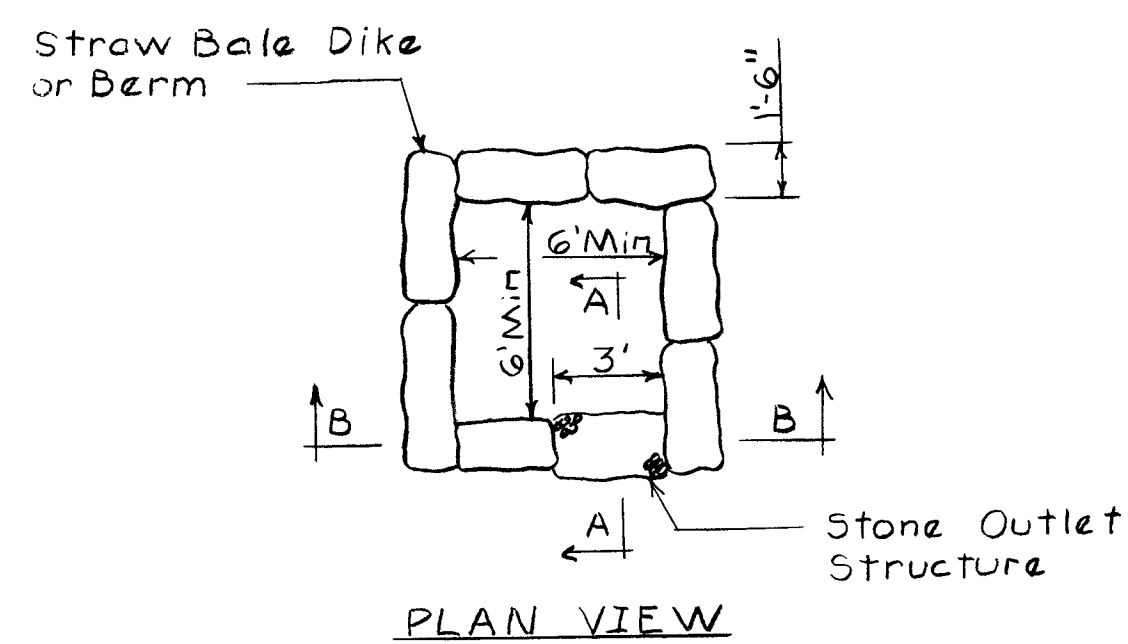 Straw Bale Dike
or Berm
1'-6"
6'Min
6'Min
A
3'
B
B
A
Stone Outlet
Structure
PLAN VIEW